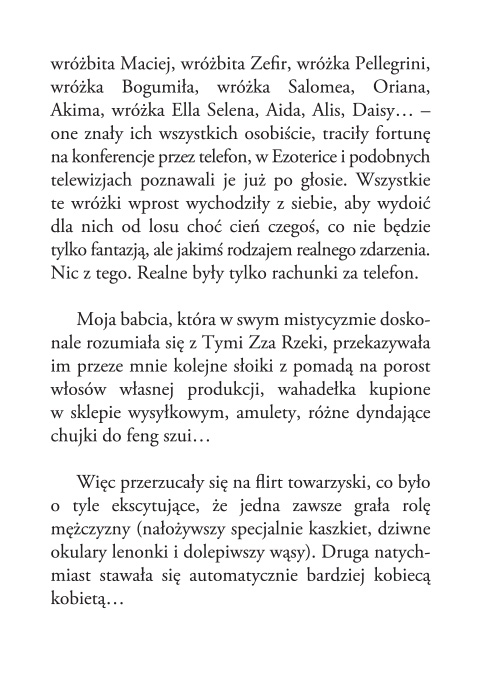 wróżbita Maciej, wróżbita Zefir, wróżka Pellegrini,
wróżka Bogumiła, wróżka Salomea, Oriana,
Akima, wróżka Ella Selena, Aida, Alis, Daisy… –
one znały ich wszystkich osobiście, traciły fortunę
na konferencje przez telefon, w Ezoterice i podobnych
telewizjach poznawali je już po głosie. Wszystkie
te wróżki wprost wychodziły z siebie, aby wydoić
dla nich od losu choć cień czegoś, co nie będzie
tylko fantazją, ale jakimś rodzajem realnego zdarzenia.
Nic z tego. Realne były tylko rachunki za telefon.
Moja babcia, która w swym mistycyzmie dosko-
nale rozumiała się z Tymi Zza Rzeki, przekazywała
im przeze mnie kolejne słoiki z pomadą na porost
włosów własnej produkcji, wahadełka kupione
w sklepie wysyłkowym, amulety, różne dyndające
chujki do feng szui…
Więc przerzucały się na flirt towarzyski, co było
o tyle ekscytujące, że jedna zawsze grała rolę
mężczyzny (nałożywszy specjalnie kaszkiet, dziwne
okulary lenonki i dolepiwszy wąsy). Druga natych-
miast stawała się automatycznie bardziej kobiecą
kobietą…